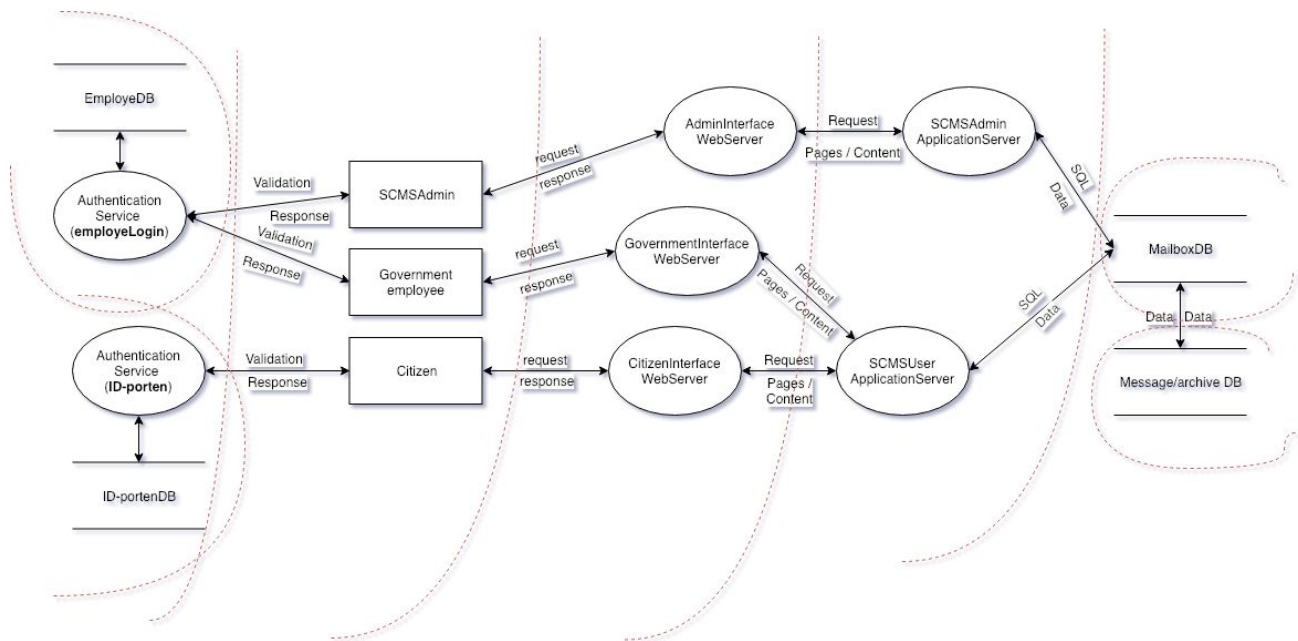 EmployeDB
Authentication
Service
(employeLogin)
Validation
Response
Validation
Response
SCMSAdmin
Government
employee
request
response
request
response
AdminInterface
WebServer
GovernmentInterface
WebServer
Request
Pages / Content
Request
Pages / Content
SCMSAdmin
ApplicationServer
SQL
Data
MailboxDB
Data
Data
Message/archive DB
Authentication
Service
(ID-porten)
Validation
Response
Citizen
request
response
CitizenInterface
WebServer
Request
Pages /
Content
SCMSUser
ApplicationServer
SQL
Data
ID-portenDB